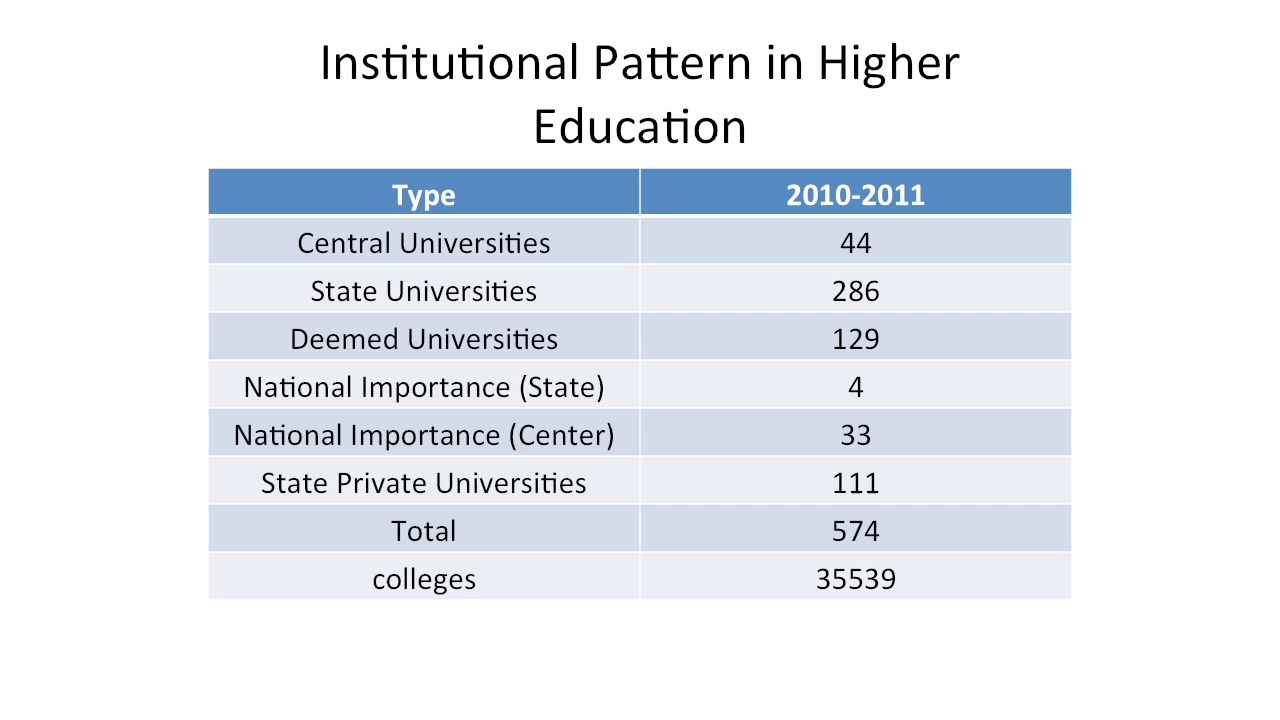 Institutional Pattern in Higher
Education
Type 2010-2011
Central Universities 44
State Universities 286
Deemed Universities 129
National Importance (State) 4
National Importance (Center) 33
State Private Universities 111
Total 574
colleges 35539